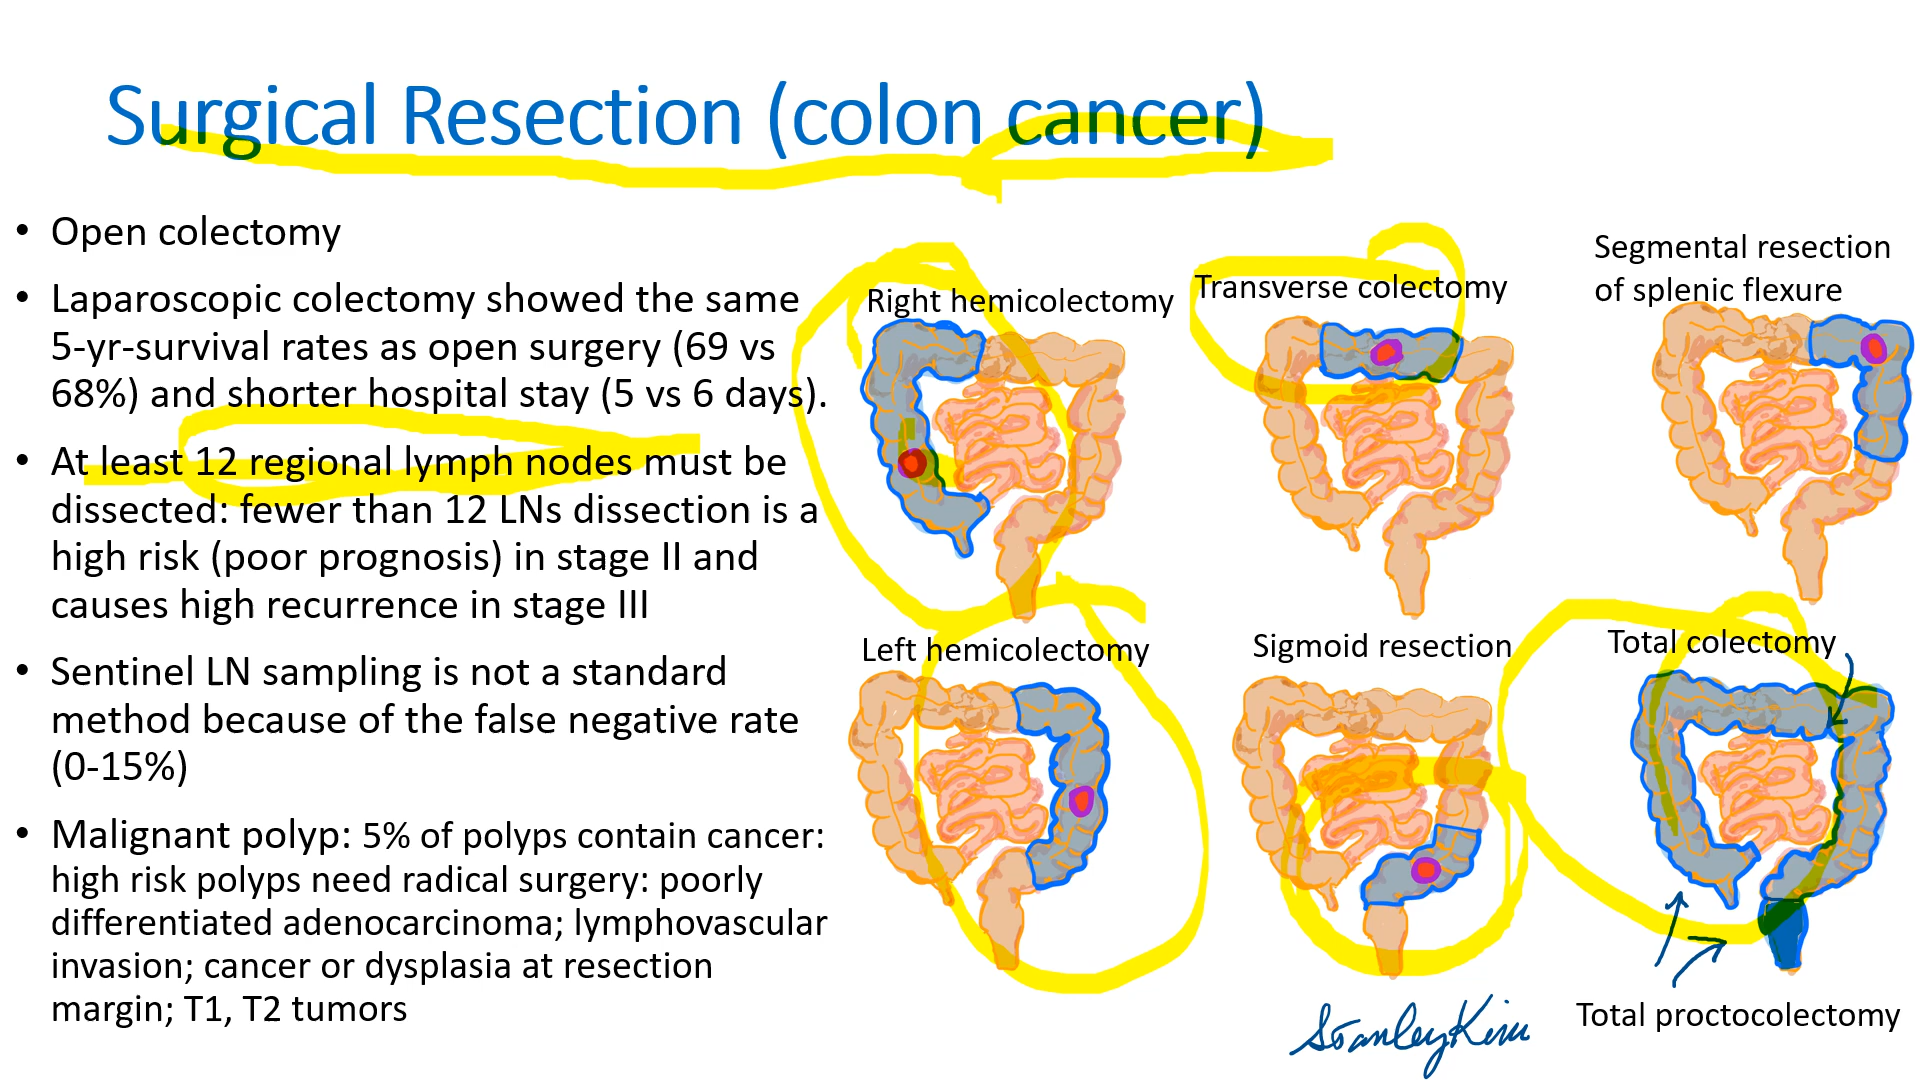 Surgical Resection (colon cancer)
• Open colectomy
• Laparoscopic colectomy showed the same
5-yr-survival rates as open surgery (69 vs
68%) and shorter hospital stay (5 vs 6 days).
• At least 12 regional lymph nodes must be
dissected: fewer than 12 LNs dissection is a
high risk (poor prognosis) in stage II and
causes high recurrence in stage III
• Sentinel LN sampling is not a standard
method because of the false negative rate
(0-15%)
• Malignant polyp: 5% of polyps contain cancer:
high risk polyps need radical surgery: poorly
differentiated adenocarcinoma; lymphovascular
invasion; cancer or dysplasia at resection
margin; T1, T2 tumors
Right hemicolectomy
Transverse colectomy
Segmental resection
of splenic flexure
Left hemicolectomy
Sigmoid resection
Total colectomy
Total proctocolectomy
Stanley Kim